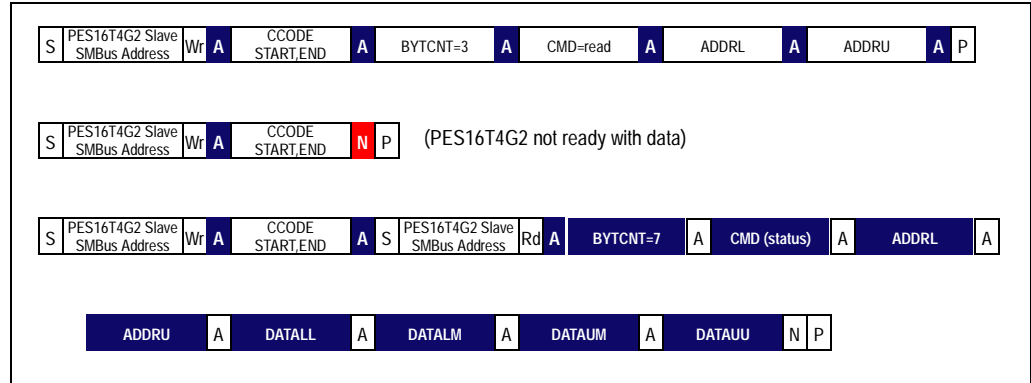 S PES16T4G2 Slave SMBus Address Wr A CCODE START,END A BYTCNT=3 A CMD=read A ADDRL A ADDRU A P
S PES16T4G2 Slave SMBus Address Wr A CCODE START,END N P (PES16T4G2 not ready with data)
S PES16T4G2 Slave SMBus Address Wr A CCODE START,END A S PES16T4G2 Slave SMBus Address Rd A BYTCNT=7 A CMD (status) A ADDRL A
ADDRU A DATALL A DATALM A DATAUM A DATAUU N P